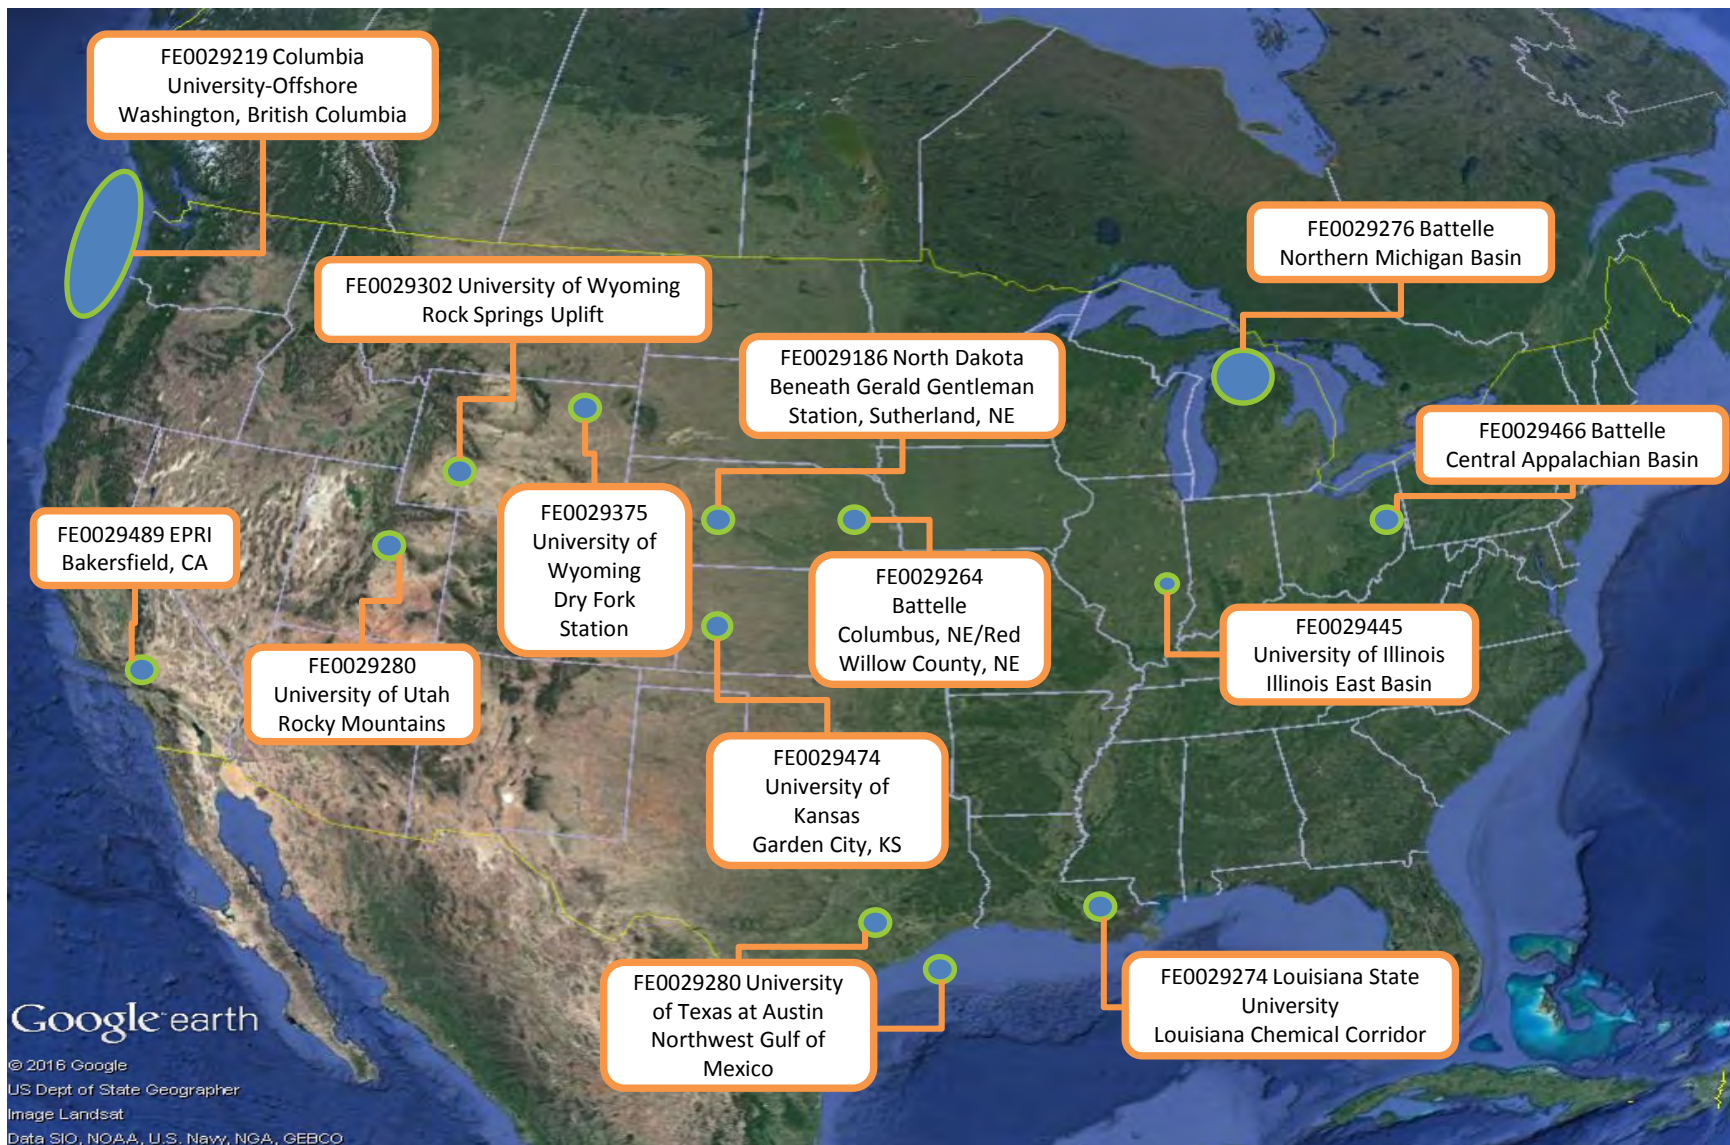 FE0029219 Columbia
University-Offshore
Washington, British Columbia
FE0029276 Battelle
Northern Michigan Basin
FE0029302 University of Wyoming
Rock Springs Uplift
FE0029186 North Dakota
Beneath Gerald Gentleman
Station, Sutherland, NE
FE0029466 Battelle
Central Appalachian Basin
FE0029489 EPRI
Bakersfield, CA
FE0029375
University of
Wyoming
Dry Fork
Station
FE0029264
Battelle
Columbus, NE/Red
Willow County, NE
FE0029445
University of Illinois
Illinois East Basin
FE0029280
University of Utah
Rocky Mountains
FE0029474
University of
Kansas
Garden City, KS
FE0029280 University
of Texas at Austin
Northwest Gulf of
Mexico
FE0029274 Louisiana State
University
Louisiana Chemical Corridor
Google earth
© 2016 Google
US Dept of State Geographer
Image Landsat
Data SIO, NOAA, U.S. Navy, NGA, GEBCO